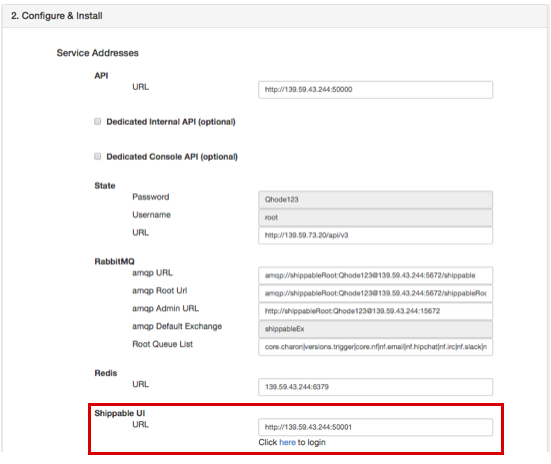 2. Configure & Install
Service Addresses
API
URL http://139.59.43.244:50000
Dedicated Internal API (optional)
Dedicated Console API (optional)
State
Password Qhode123
Username root
URL http://139.59.73.20/api/v3
RabbitMQ
amqp URL amqp://shippableRoot:Qhode123@139.59.43.244:5672/shippable
amqp Root Url amqp://shippableRoot:Qhode123@139.59.43.244:5672/shippableRoo
amqp Admin URL http://shippableRoot:Qhode123@139.59.43.244:15672
amqp Default Exchange shippableEx
Root Queue List core.charon|versions.trigger|core.nf|nf.email|nf.hipchat|nf.irc|nf.slack|n
Redis
URL 139.59.43.244:6379
Shippable UI
URL http://139.59.43.244:50001
Click here to login